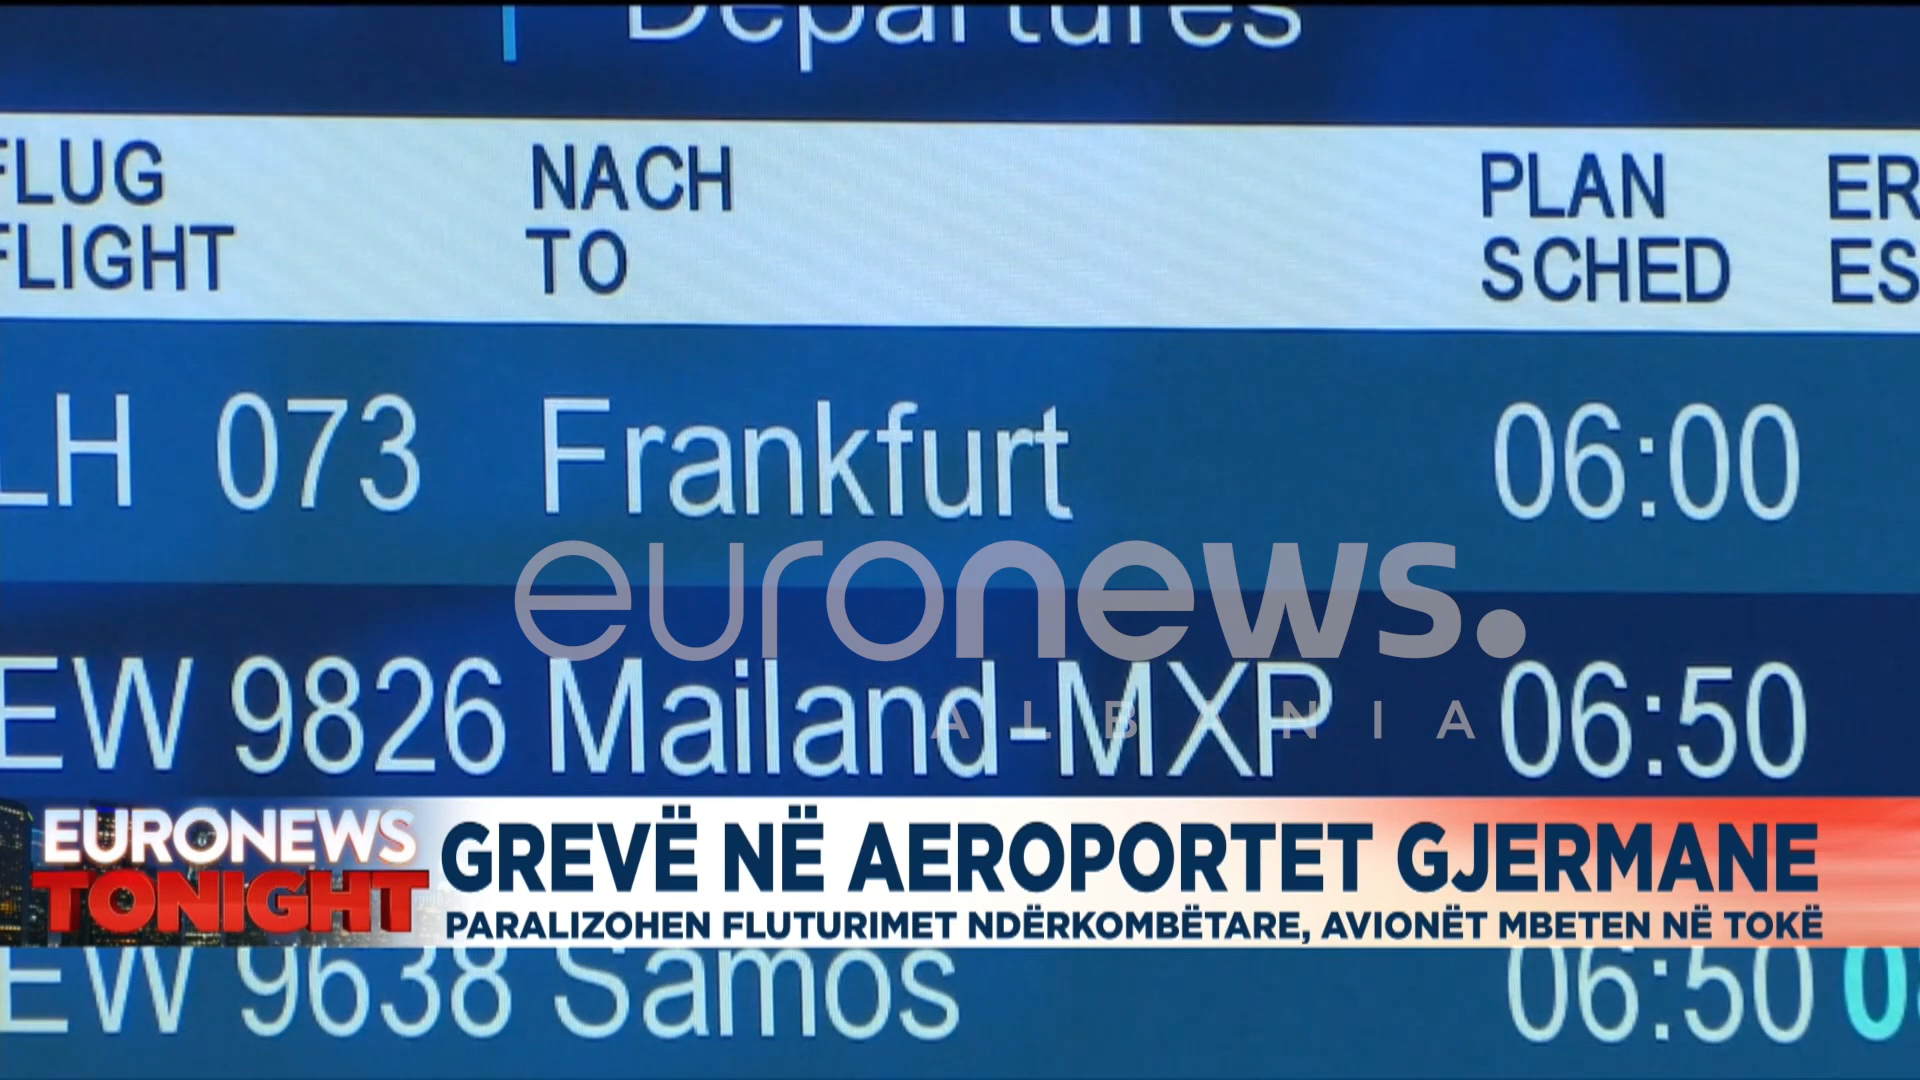 Departures
FLUG NACH PLAN ER
FLIGHT TO SCHED ES
LH 073 Frankfurt 06:00
euronews.
ALBANIA
EW 9826 Mailand-MXP 06:50
EURONEWS TONIGHT
GREVË NË AEROPORTET GJERMANE
PARALIZOHEN FLUTURIMET NDËRKOMBËTARE, AVIONËT MBETEN NË TOKË
EW 9638 Samos 06:50